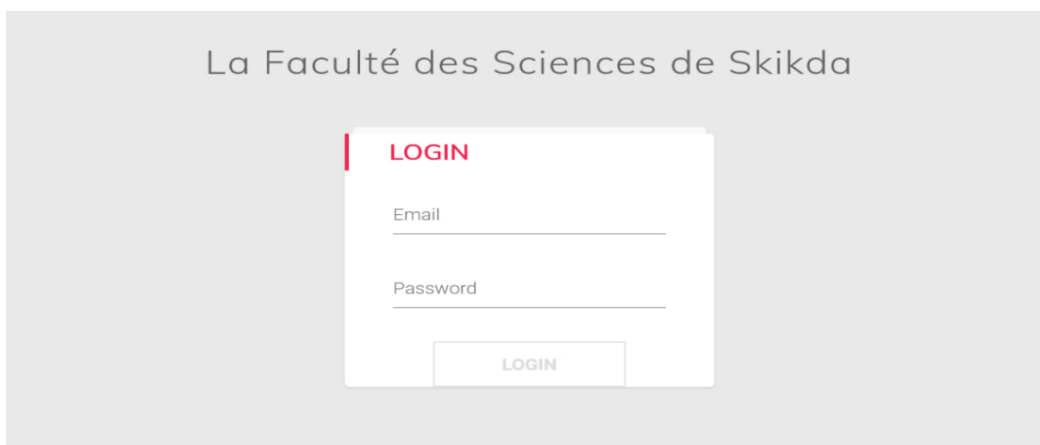 La Faculté des Sciences de Skikda
LOGIN
Email
Password
LOGIN